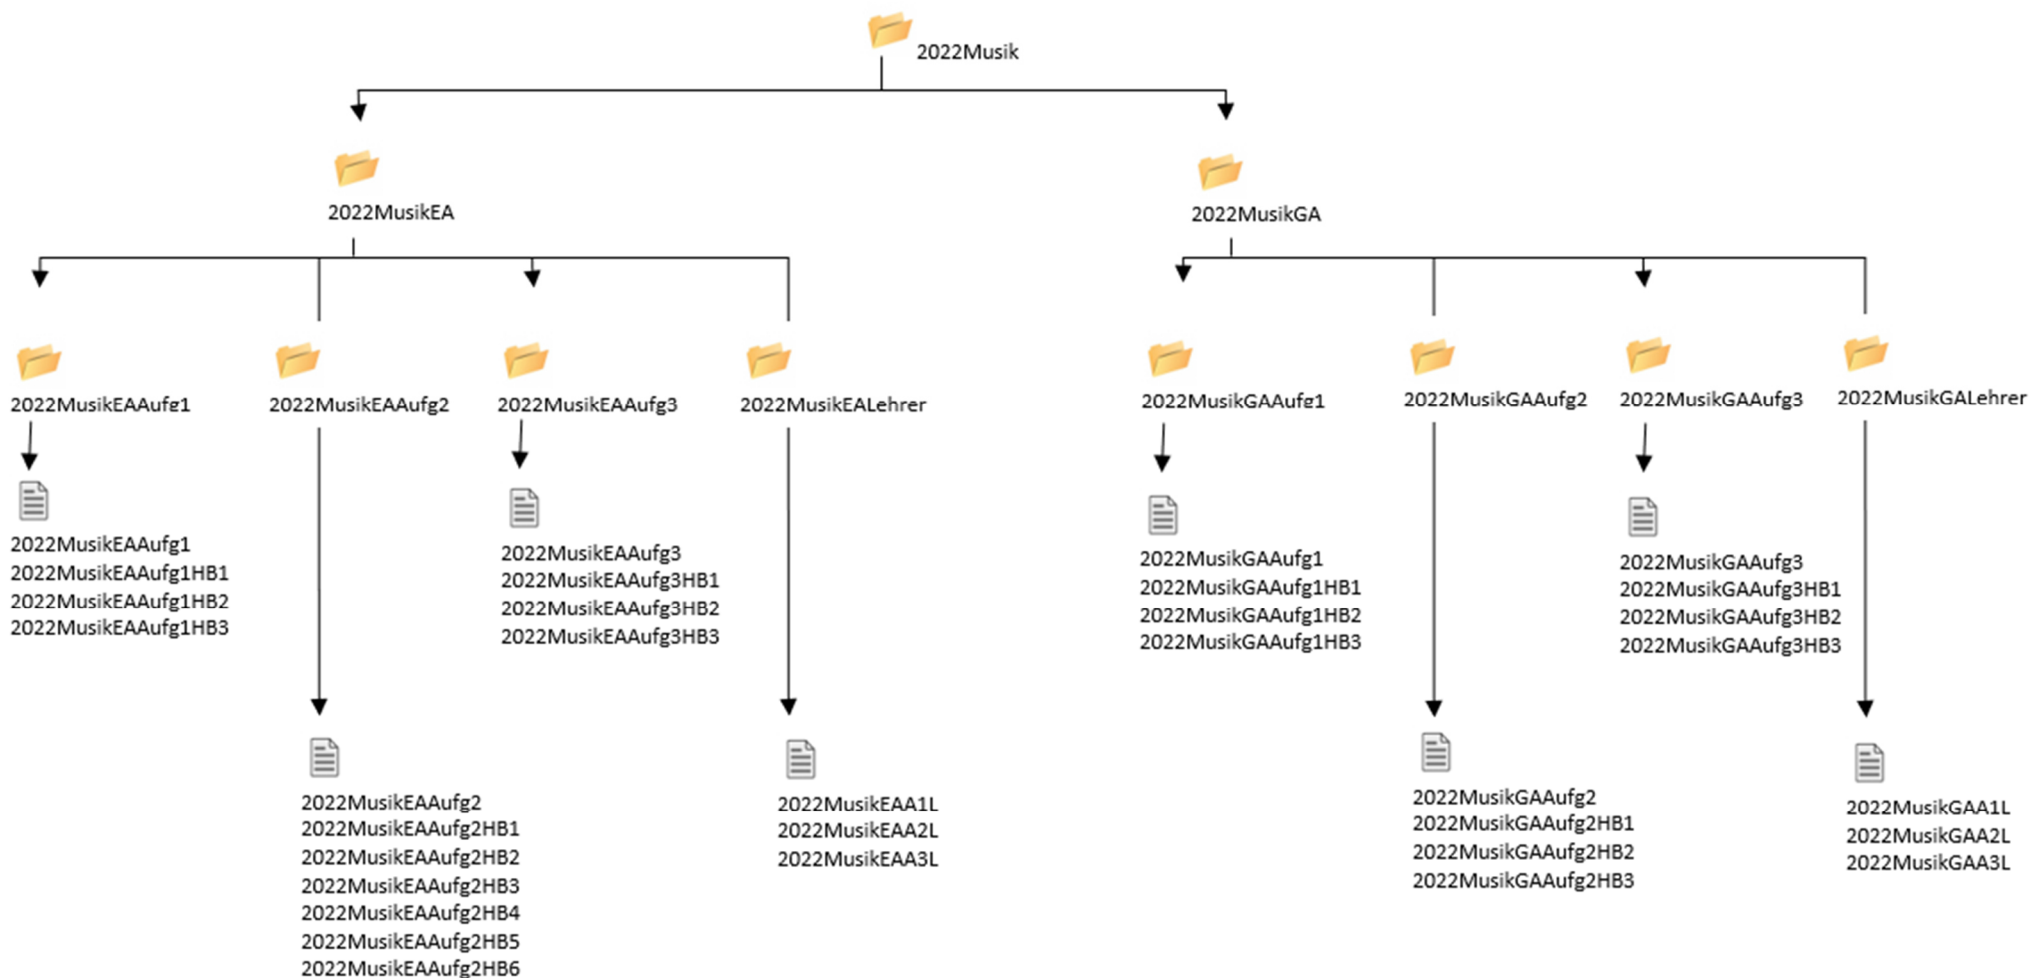 2022Musik
2022MusikEA
2022MusikGA
2022MusikEAAufg1
2022MusikEAAufg2
2022MusikEAAufg3
2022MusikEALehrer
2022MusikGAAufg1
2022MusikGAAufg2
2022MusikGAAufg3
2022MusikGALehrer
2022MusikEAAufg1
2022MusikEAAufg1HB1
2022MusikEAAufg1HB2
2022MusikEAAufg1HB3
2022MusikEAAufg3
2022MusikEAAufg3HB1
2022MusikEAAufg3HB2
2022MusikEAAufg3HB3
2022MusikGAAufg1
2022MusikGAAufg1HB1
2022MusikGAAufg1HB2
2022MusikGAAufg1HB3
2022MusikGAAufg3
2022MusikGAAufg3HB1
2022MusikGAAufg3HB2
2022MusikGAAufg3HB3
2022MusikEAAufg2
2022MusikEAAufg2HB1
2022MusikEAAufg2HB2
2022MusikEAAufg2HB3
2022MusikEAAufg2HB4
2022MusikEAAufg2HB5
2022MusikEAAufg2HB6
2022MusikEAA1L
2022MusikEAA2L
2022MusikEAA3L
2022MusikGAAufg2
2022MusikGAAufg2HB1
2022MusikGAAufg2HB2
2022MusikGAAufg2HB3
2022MusikGAA1L
2022MusikGAA2L
2022MusikGAA3L